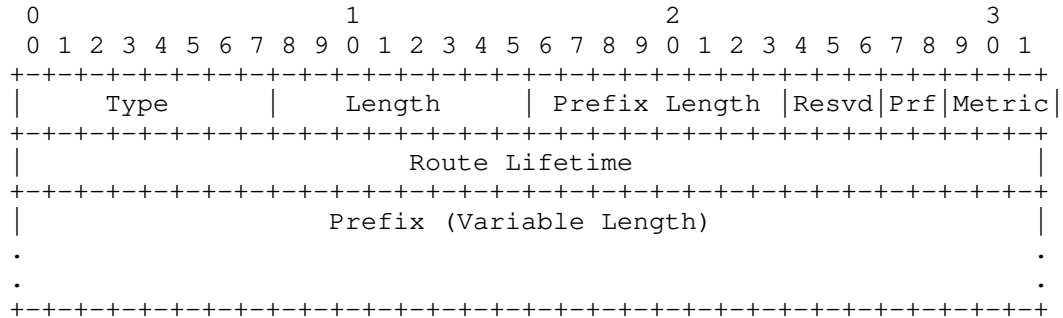 0                   1                   2                   3
0 1 2 3 4 5 6 7 8 9 0 1 2 3 4 5 6 7 8 9 0 1 2 3 4 5 6 7 8 9 0 1
+-+-+-+-+-+-+-+-+-+-+-+-+-+-+-+-+-+-+-+-+-+-+-+-+-+-+-+-+-+-+-+-+
|     Type      |    Length     | Prefix Length |Resvd|Prf|Metric|
+-+-+-+-+-+-+-+-+-+-+-+-+-+-+-+-+-+-+-+-+-+-+-+-+-+-+-+-+-+-+-+-+
|                        Route Lifetime                         |
+-+-+-+-+-+-+-+-+-+-+-+-+-+-+-+-+-+-+-+-+-+-+-+-+-+-+-+-+-+-+-+-+
|                   Prefix (Variable Length)                    |
.                                                               .
.                                                               .
+-+-+-+-+-+-+-+-+-+-+-+-+-+-+-+-+-+-+-+-+-+-+-+-+-+-+-+-+-+-+-+-+